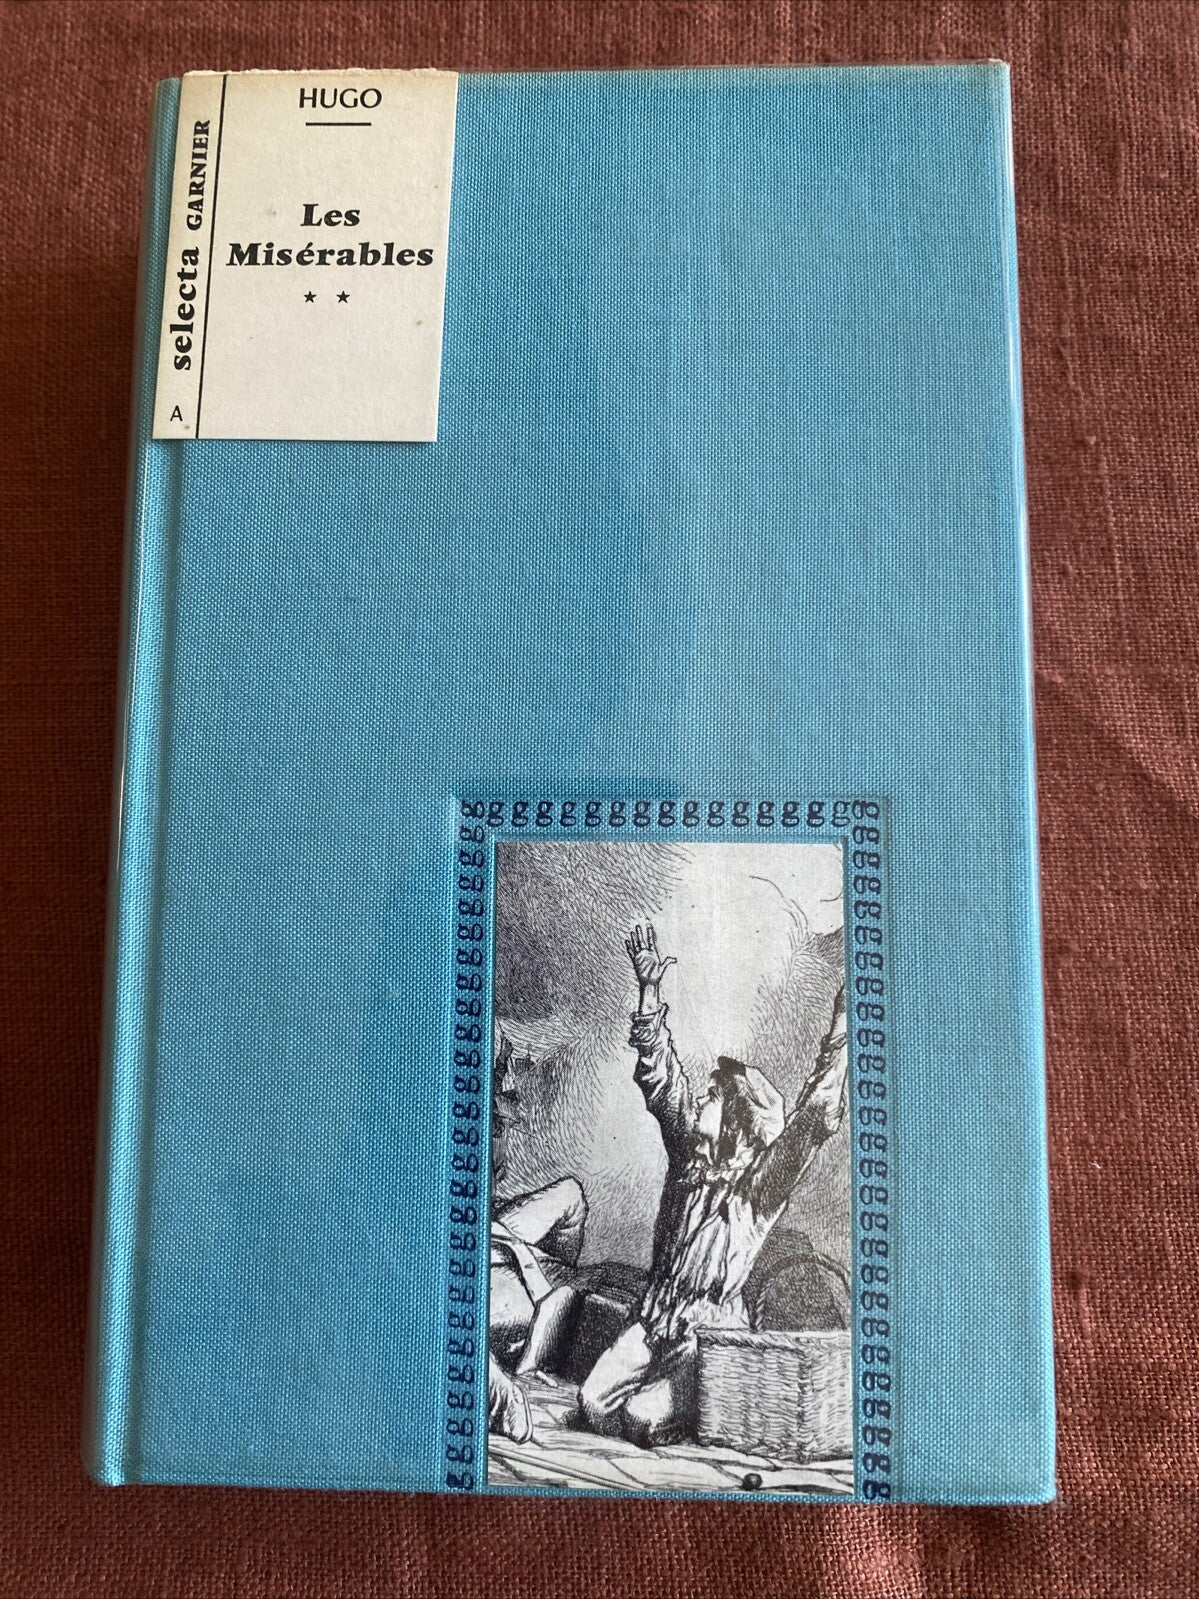 HUGO
Les
Misérables
★ ★
selecta GARNIER
A
g g g g g g g g g g g g g g g g